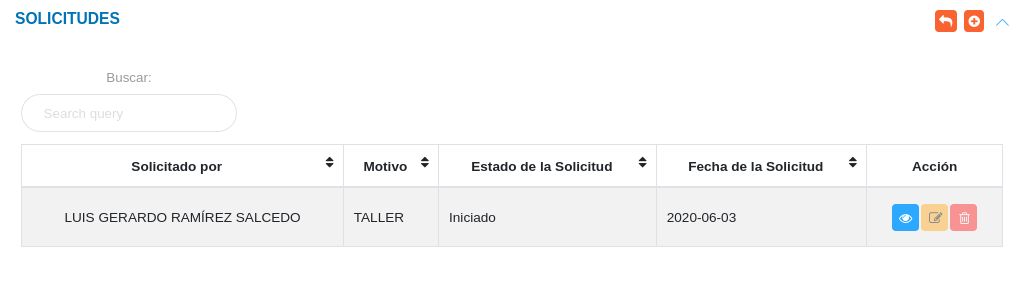 SOLICITUDES
Buscar:
Search query
Solicitado por Motivo Estado de la Solicitud Fecha de la Solicitud Acción
LUIS GERARDO RAMÍREZ SALCEDO TALLER Iniciado 2020-06-03